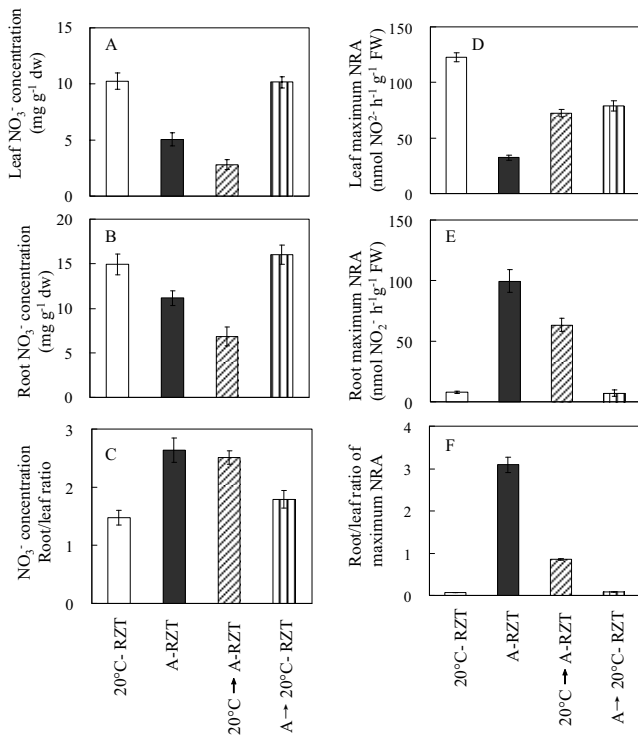 A
Leaf NO₃⁻ concentration
(mg g⁻¹ dw)
15
10
5
0
B
Root NO₃⁻ concentration
(mg g⁻¹ dw)
20
15
10
5
0
C
NO₃⁻ concentration
Root/leaf ratio
3
2
1
0
20°C- RZT
A-RZT
20°C → A-RZT
A→ 20°C- RZT
D
Leaf maximum NRA
(nmol NO²⁻ h⁻¹ g⁻¹ FW)
150
100
50
0
E
Root maximum NRA
(nmol NO₂⁻ h⁻¹g⁻¹ FW)
150
100
50
0
F
Root/leaf ratio of
maximum NRA
4
3
2
1
0
20°C- RZT
A-RZT
20°C → A-RZT
A→ 20°C- RZT